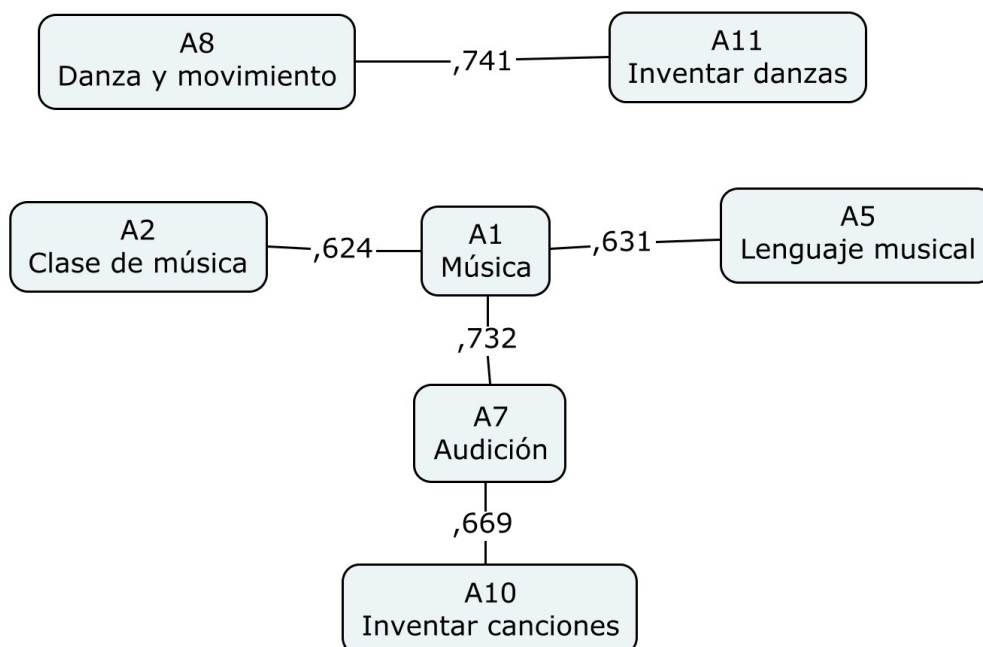 A8
Danza y movimiento
,741
A11
Inventar danzas
A2
Clase de música
,624
A1
Música
,631
A5
Lenguaje musical
,732
A7
Audición
,669
A10
Inventar canciones